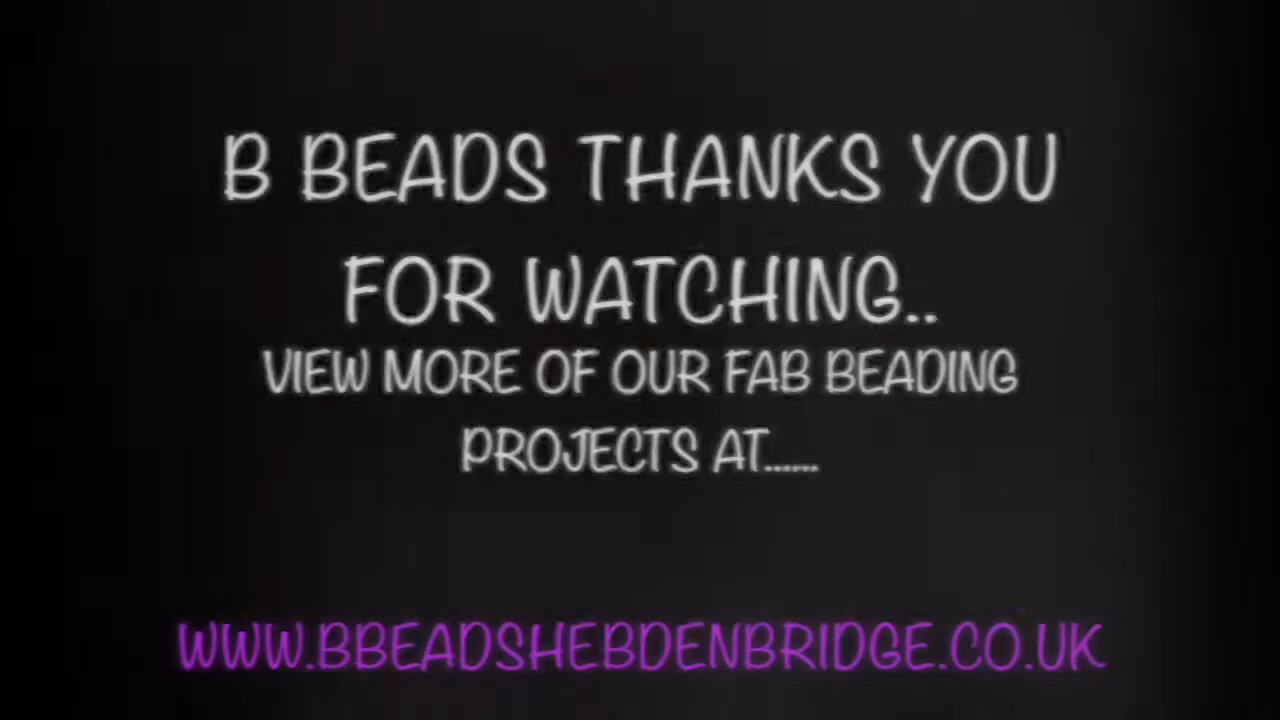 B BEADS THANKS YOU
FOR WATCHING..
VIEW MORE OF OUR FAB BEADING
PROJECTS AT......
WWW.BBEADSHEBDENBRIDGE.CO.UK